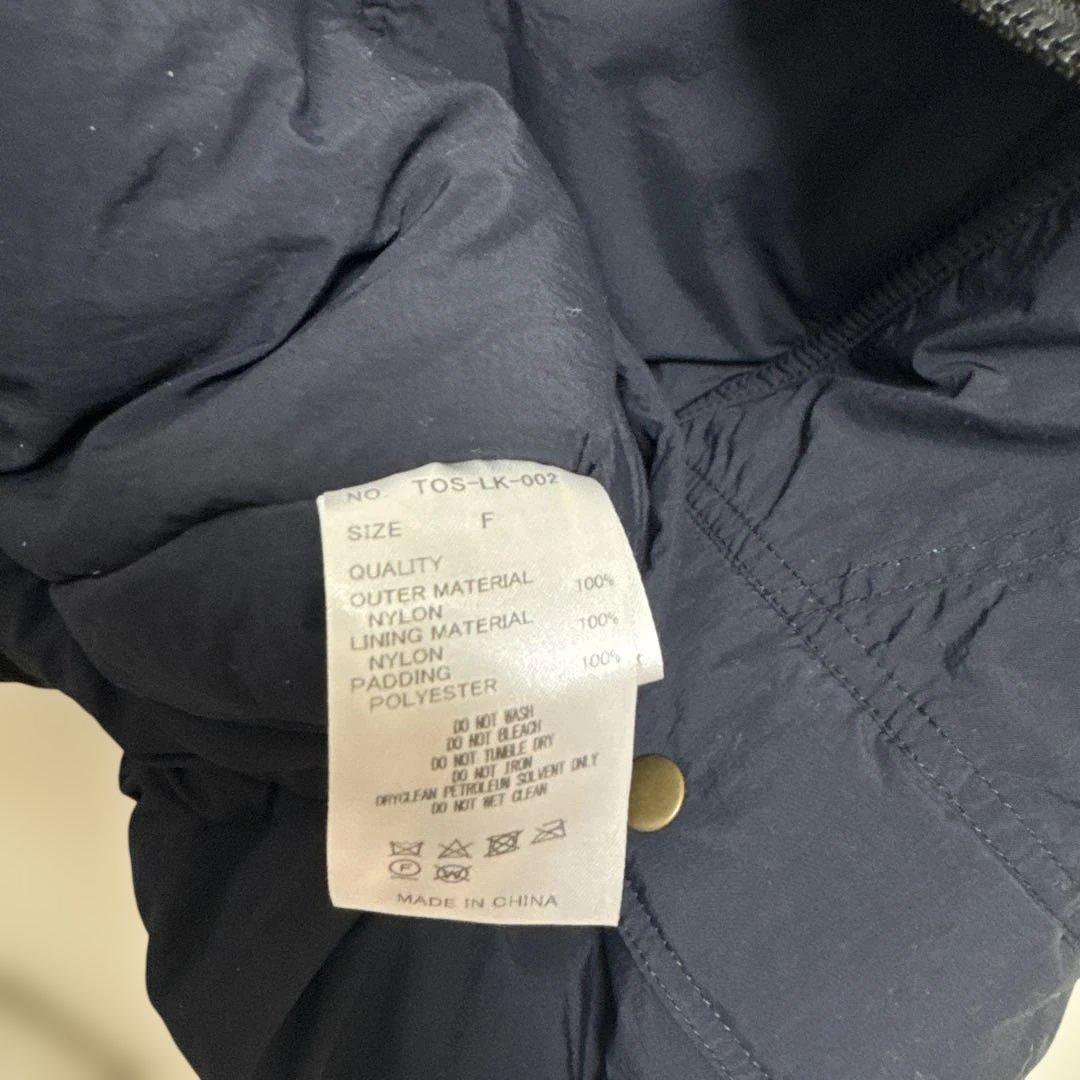 NO. TOS-LK-002
SIZE F
QUALITY
OUTER MATERIAL 100%
NYLON
LINING MATERIAL 100%
NYLON
PADDING 100%
POLYESTER
DO NOT WASH
DO NOT BLEACH
DO NOT TUMBLE DRY
DO NOT IRON
DRYCLEAN PETROLEUM SOLVENT ONLY
DO NOT WET CLEAN
F W
MADE IN CHINA